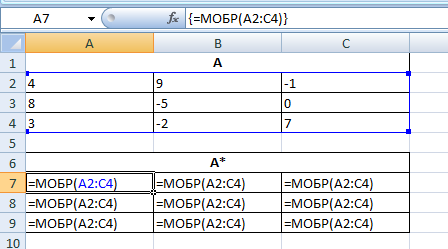 A7 fx {=МОБР(A2:C4)}
A B C
1 A
2 4 9 -1
3 8 -5 0
4 3 -2 7
5
6 A*
7 =МОБР(A2:C4) =МОБР(A2:C4) =МОБР(A2:C4)
8 =МОБР(A2:C4) =МОБР(A2:C4) =МОБР(A2:C4)
9 =МОБР(A2:C4) =МОБР(A2:C4) =МОБР(A2:C4)
10